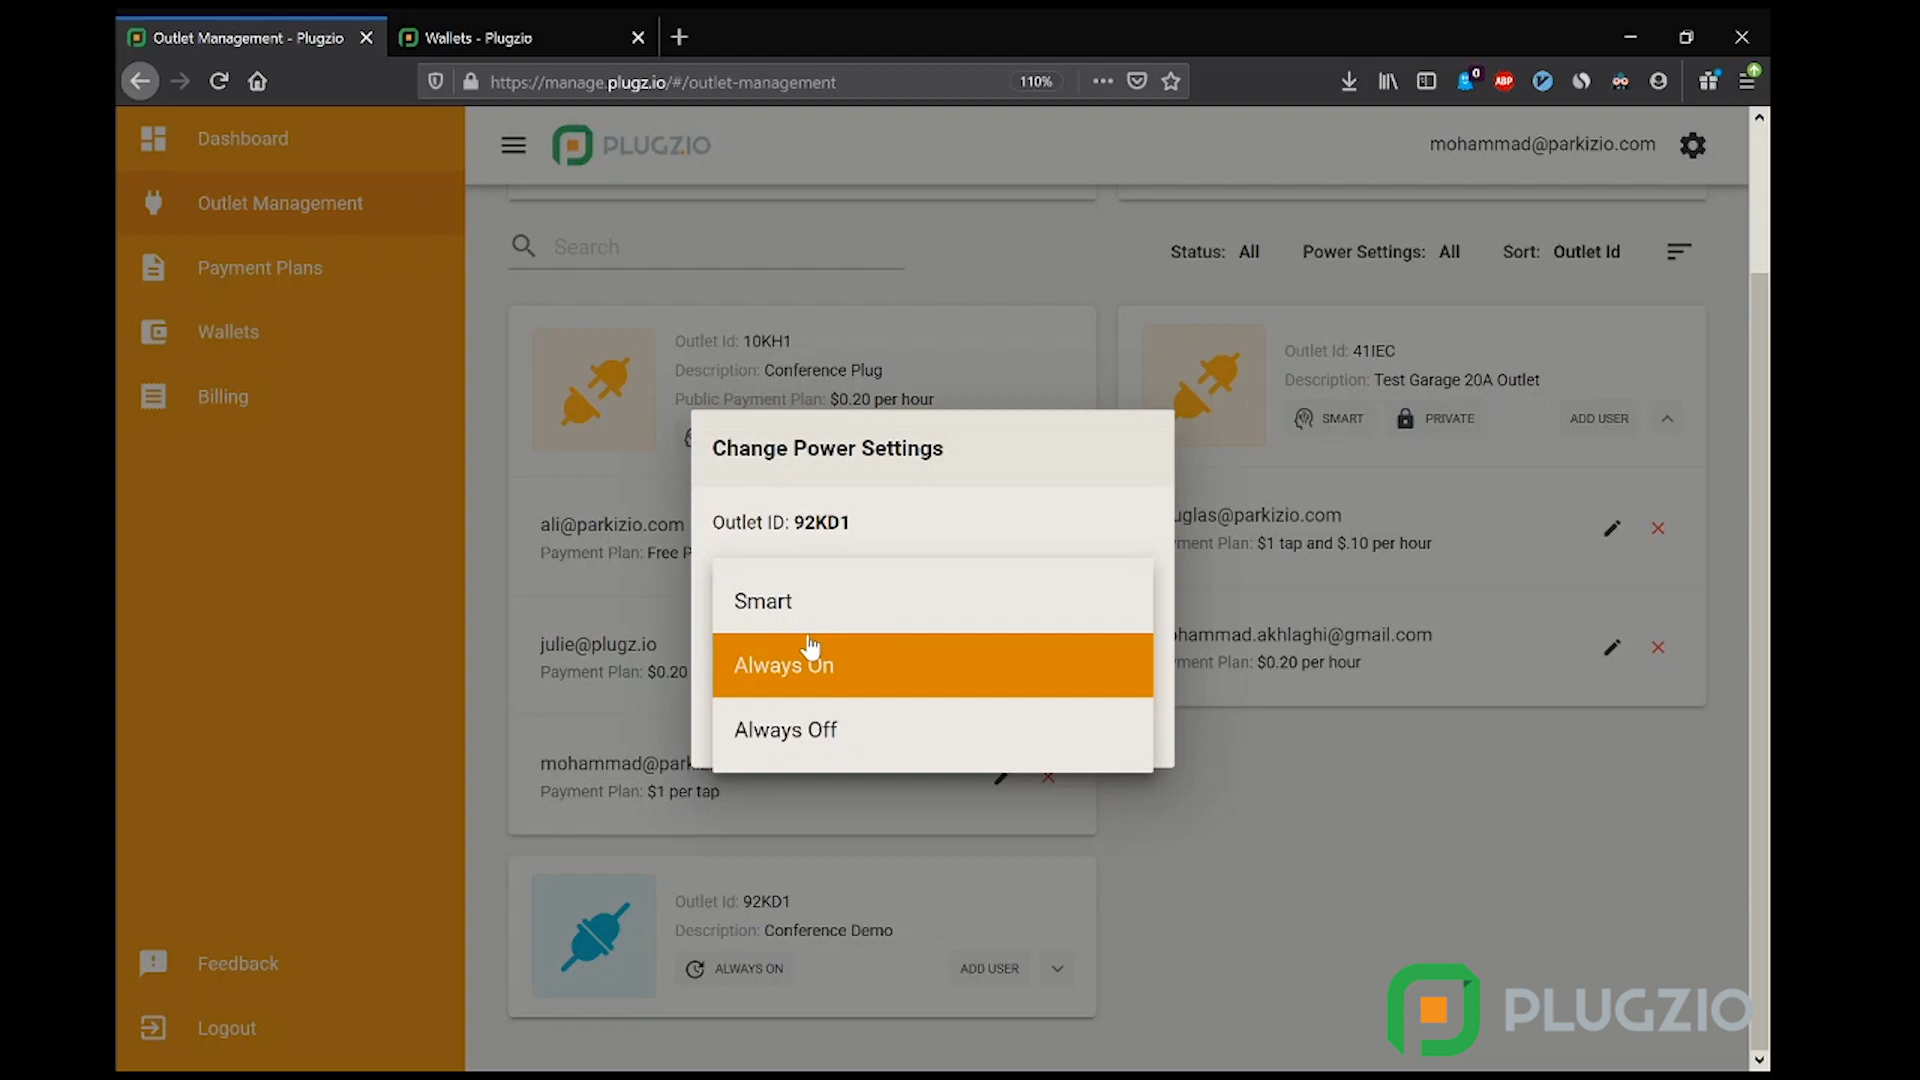 Outlet Management - Plugzio
Wallets - Plugzio
https://manage.plugz.io/#/outlet-management
110%
0
ABP
Dashboard
Outlet Management
Payment Plans
Wallets
Billing
Feedback
Logout
PLUGZIO
mohammad@parkizio.com
Search
Status: All
Power Settings: All
Sort: Outlet Id
Outlet Id: 10KH1
Description: Conference Plug
Public Payment Plan: $0.20 per hour
ali@parkizio.com
Payment Plan: Free P
julie@plugz.io
Payment Plan: $0.20
mohammad@park
Payment Plan: $1 per tap
Outlet Id: 41IEC
Description: Test Garage 20A Outlet
SMART
PRIVATE
ADD USER
uglas@parkizio.com
ment Plan: $1 tap and $.10 per hour
ohammad.akhlaghi@gmail.com
ment Plan: $0.20 per hour
Change Power Settings
Outlet ID: 92KD1
Smart
Always On
Always Off
Outlet Id: 92KD1
Description: Conference Demo
ALWAYS ON
ADD USER
PLUGZIO